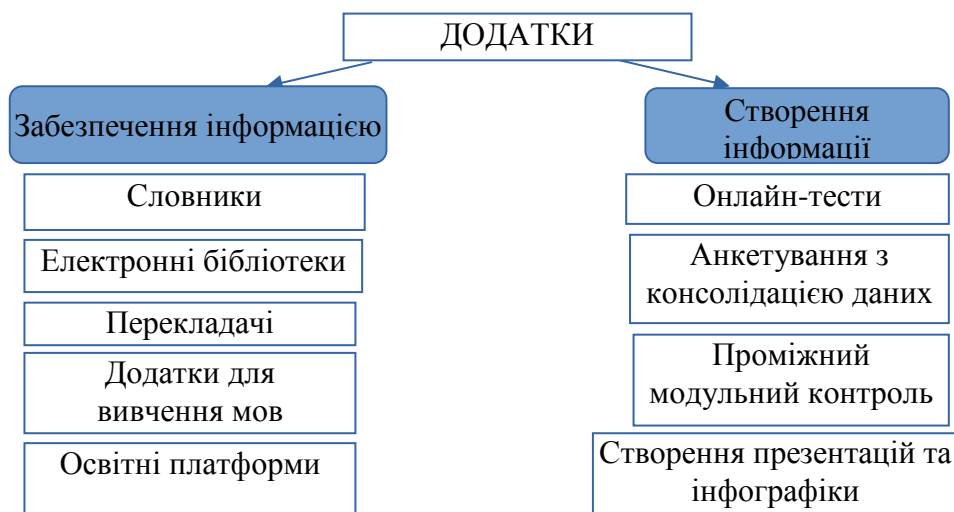 ДОДАТКИ
Забезпечення інформацією
Словники
Електронні бібліотеки
Перекладачі
Додатки для
вивчення мов
Освітні платформи
Створення
інформації
Онлайн-тести
Анкетування з
консолідацією даних
Проміжний
модульний контроль
Створення презентацій та
інфографіки